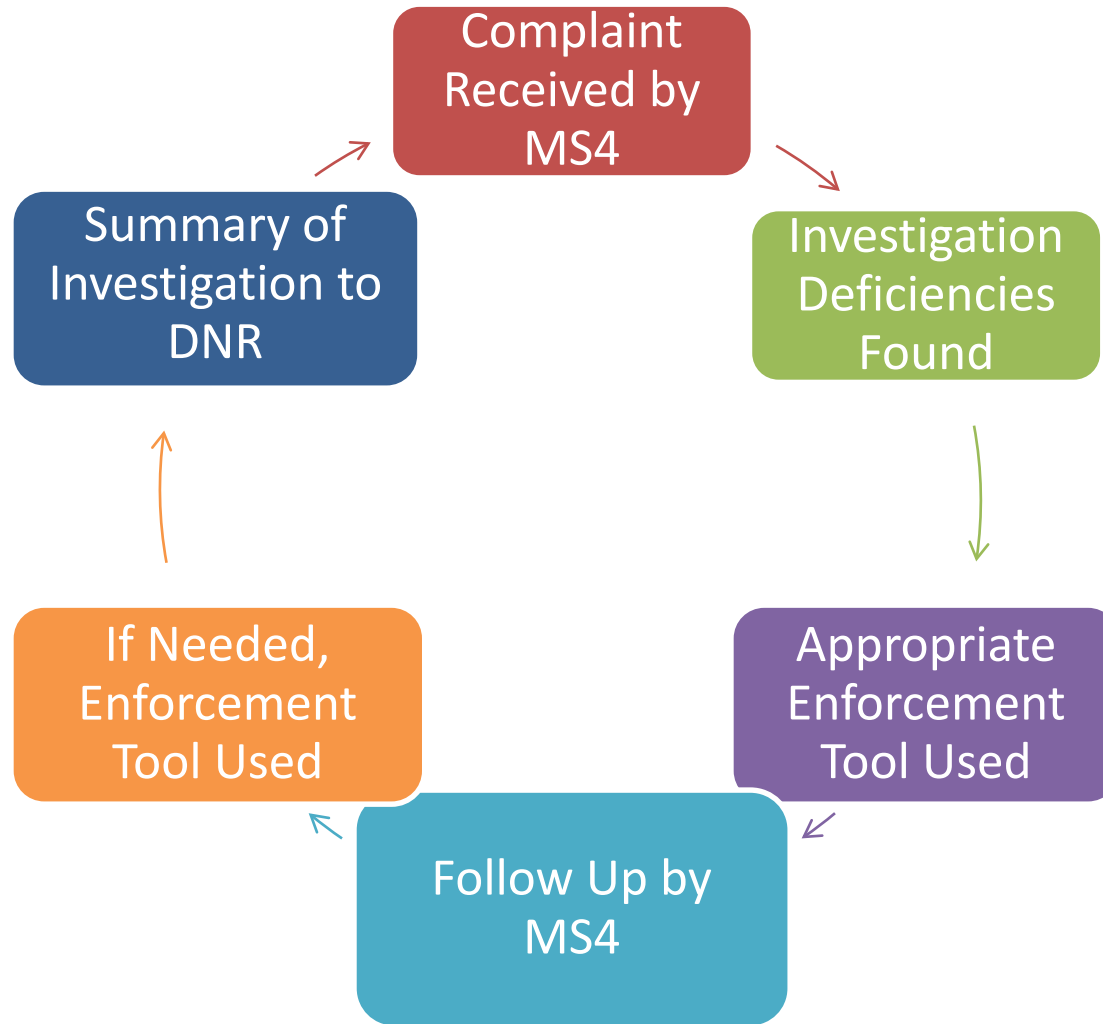 Complaint
Received by
MS4
Investigation
Deficiencies
Found
Appropriate
Enforcement
Tool Used
Follow Up by
MS4
If Needed,
Enforcement
Tool Used
Summary of
Investigation to
DNR